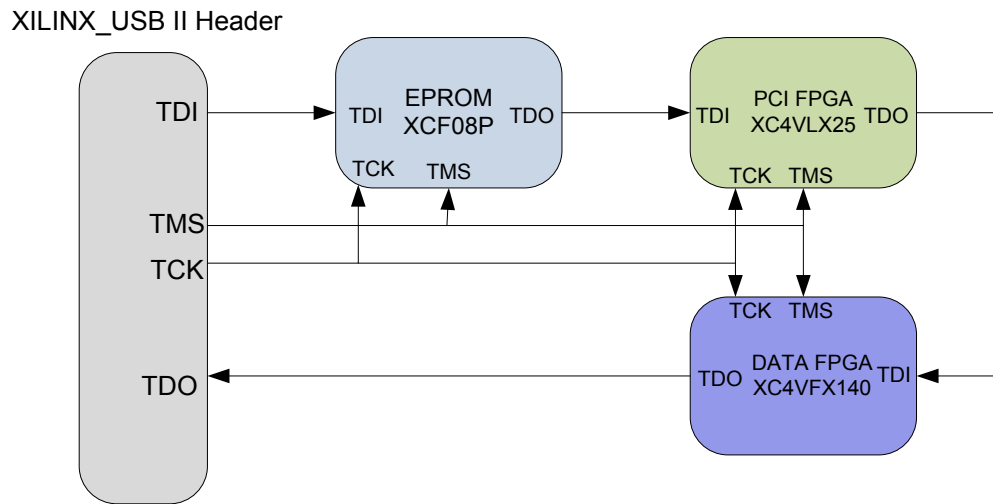 XILINX_USB II Header
TDI
TMS
TCK
TDO
TDI
EPROM
XCF08P
TDO
TCK
TMS
TDI
PCI FPGA
XC4VLX25
TDO
TCK
TMS
TCK
TMS
TDO
DATA FPGA
XC4VFX140
TDI